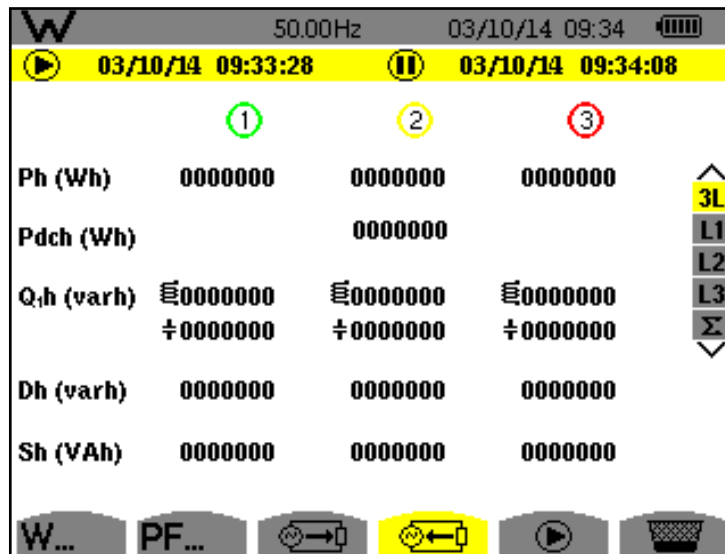 W 50.00Hz 03/10/14 09:34
03/10/14 09:33:28 03/10/14 09:34:08
1 2 3
Ph (Wh) 0000000 0000000 0000000
3L
Pdch (Wh) 0000000
L1
L2
Q₁h (varh) 0000000 0000000 0000000
L3
0000000 0000000 0000000
Σ
Dh (varh) 0000000 0000000 0000000
Sh (VAh) 0000000 0000000 0000000
W... PF...